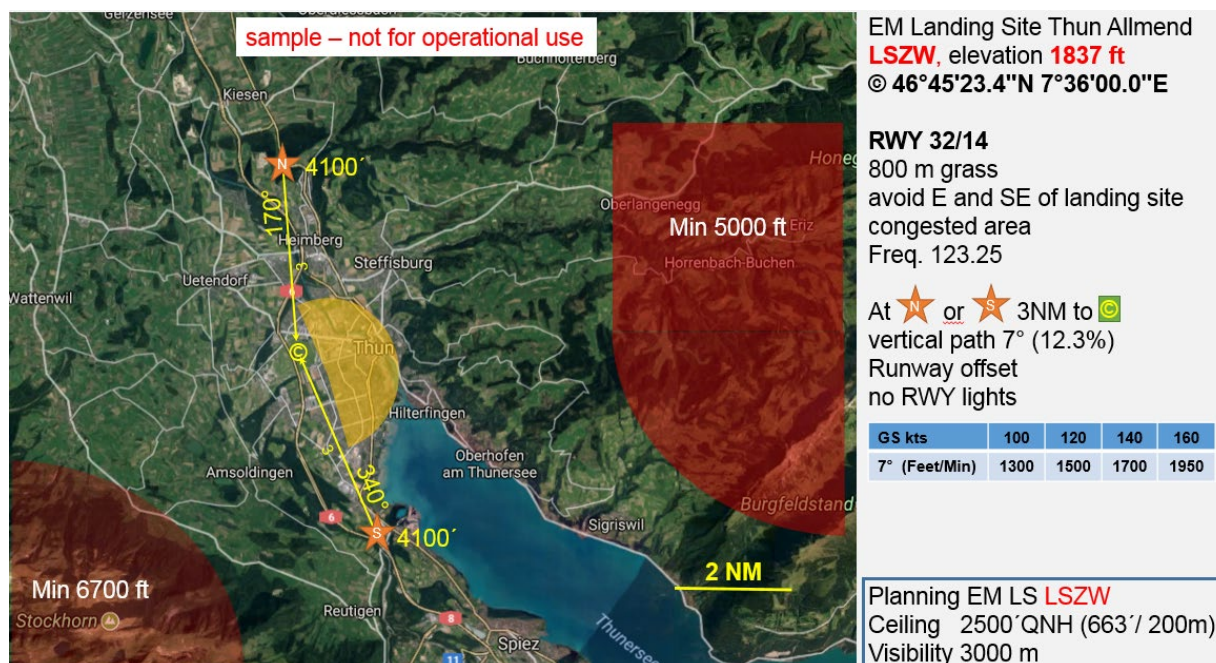 Gerzensee
sample – not for operational use
Buchholterberg
Kiesen
N
4100´
170°
Honeg
Oberlangenegg
Min 5000 ft
Eriz
Horrenbach-Buchen
Heimberg
3
Steffisburg
Uetendorf
6
Wattenwil
©
Thun
Hilterfingen
3
Amsoldingen
340°
Oberhofen
am Thunersee
Burgfeldstand
6
S
4100´
Sigriswil
Min 6700 ft
Stockhorn
2 NM
Reutigen
8
Spiez
Thunersee
11
EM Landing Site Thun Allmend
LSZW, elevation 1837 ft
© 46°45'23.4"N 7°36'00.0"E
RWY 32/14
800 m grass
avoid E and SE of landing site
congested area
Freq. 123.25
At N or S 3NM to ©
vertical path 7° (12.3%)
Runway offset
no RWY lights
GS kts 100 120 140 160
7° (Feet/Min) 1300 1500 1700 1950
Planning EM LS LSZW
Ceiling 2500´QNH (663´/ 200m)
Visibility 3000 m